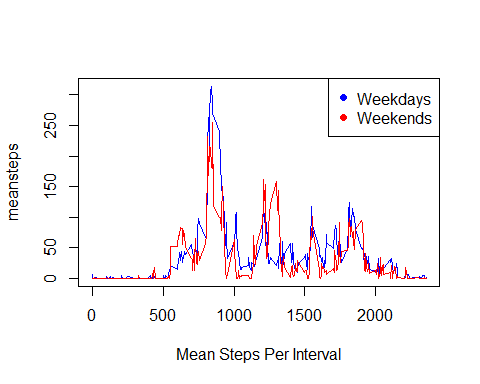 Weekdays
Weekends
meansteps
250
150
50
0
0 500 1000 1500 2000
Mean Steps Per Interval